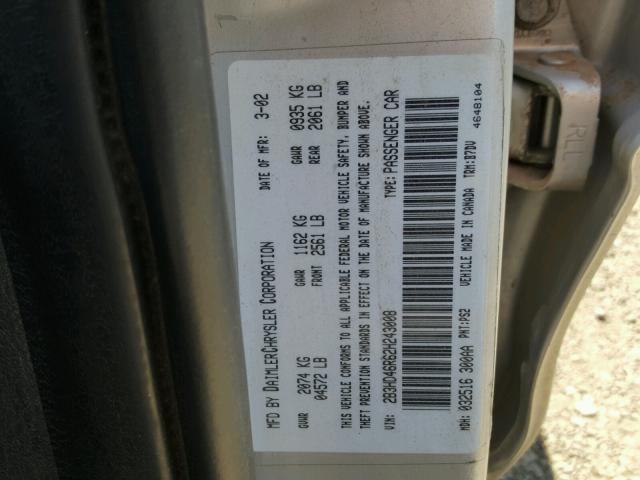 MFD BY DAIMLERCHRYSLER CORPORATION DATE OF MFR: 3-02
GVWR 2074 KG 04572 LB GAWR FRONT 1162 KG 2561 LB GAWR REAR 0935 KG 2061 LB
THIS VEHICLE CONFORMS TO ALL APPLICABLE FEDERAL MOTOR VEHICLE SAFETY, BUMPER AND
THEFT PREVENTION STANDARDS IN EFFECT ON THE DATE OF MANUFACTURE SHOWN ABOVE.
VIN: 2B3HD46R62H243008 TYPE: PASSENGER CAR
MDH: 032516 300AA PNT: PS2 VEHICLE MADE IN CANADA TRM: B7DV
4648104
RLL